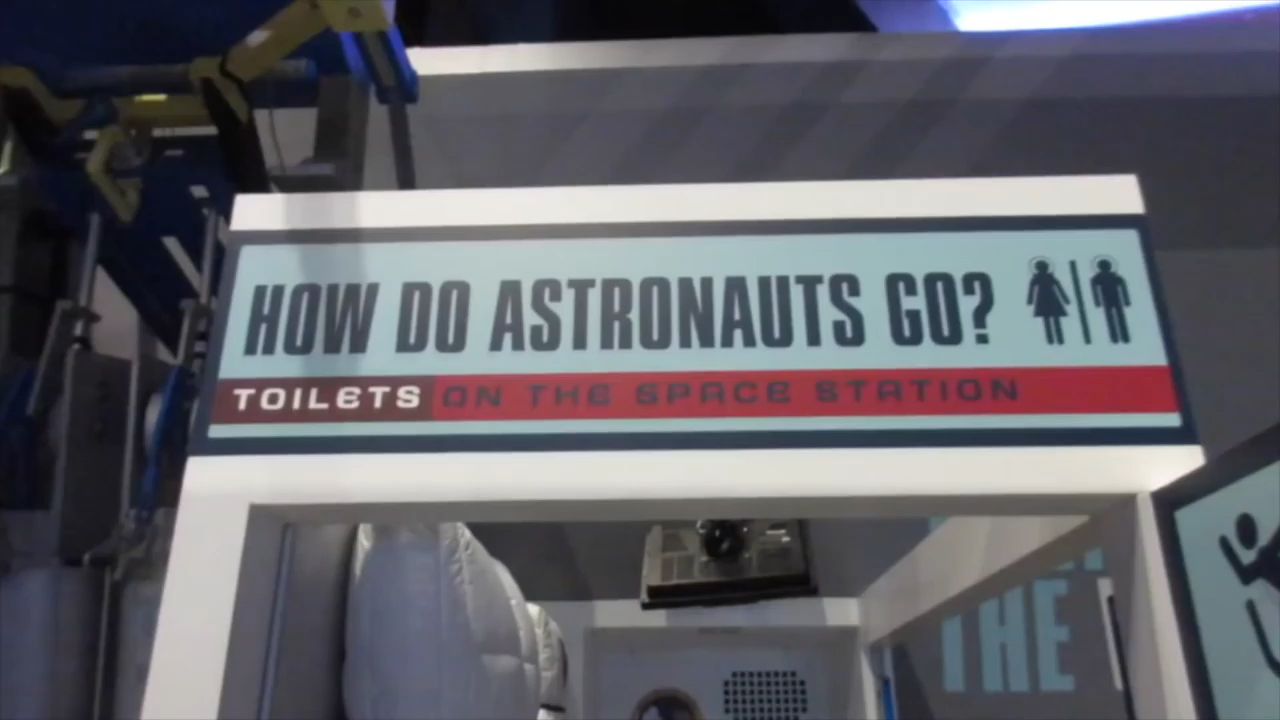 HOW DO ASTRONAUTS GO?
TOILETS ON THE SPACE STATION
THE